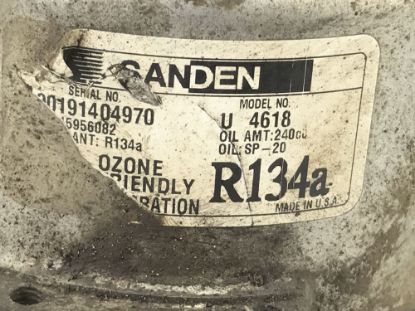 SANDEN
SERIAL NO. MODEL NO.
0191404970 U 4618
5956082 OIL AMT:240cc
ANT: R134a OIL:SP-20
OZONE
FRIENDLY R134a
RATION MADE IN U.S.A.